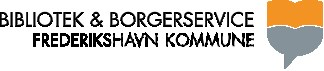 BIBLIOTEK & BORGERSERVICE
FREDERIKSHAVN KOMMUNE